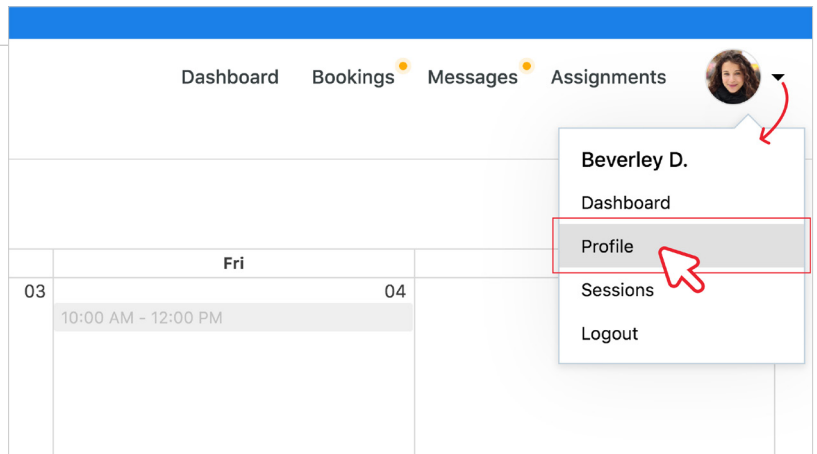 Dashboard Bookings Messages Assignments
Beverley D.
Dashboard
Profile
Sessions
Logout
Fri
03 04
10:00 AM - 12:00 PM